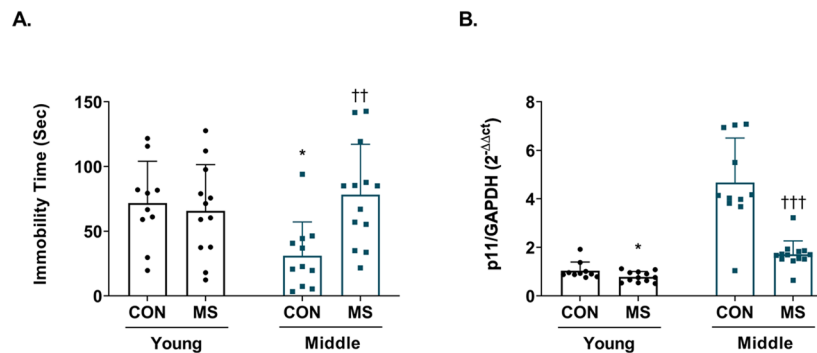 A.
B.
Immobility Time (Sec)
150
100
50
0
*
††
CON MS CON MS
Young Middle
p11/GAPDH (2-ΔΔct)
8
6
4
2
0
*
†††
CON MS CON MS
Young Middle